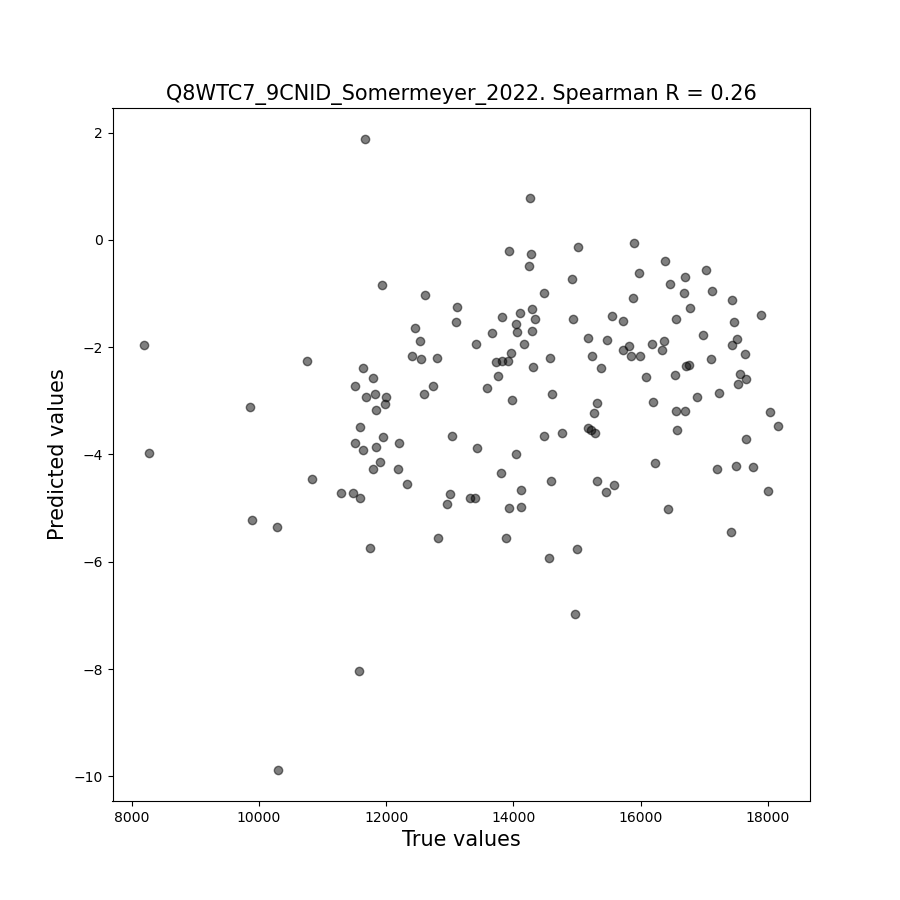 Q8WTC7_9CNID_Somermeyer_2022. Spearman R = 0.26
2
0
−2
−4
−6
−8
−10
Predicted values
8000 10000 12000 14000 16000 18000
True values